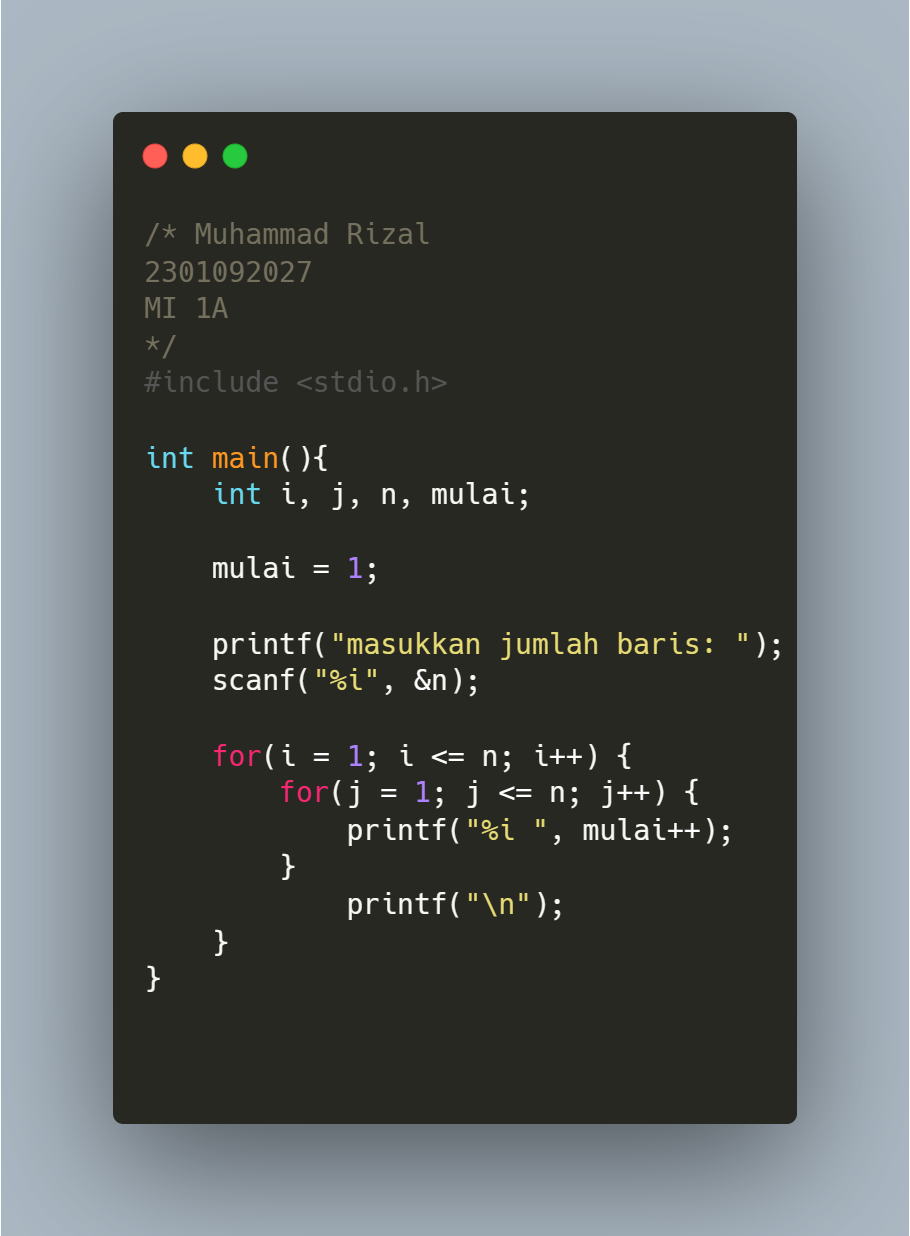 /* Muhammad Rizal
2301092027
MI 1A
*/
#include <stdio.h>

int main(){
    int i, j, n, mulai;

    mulai = 1;

    printf("masukkan jumlah baris: ");
    scanf("%i", &n);

    for(i = 1; i <= n; i++) {
        for(j = 1; j <= n; j++) {
            printf("%i ", mulai++);
        }
            printf("\n");
    }
}